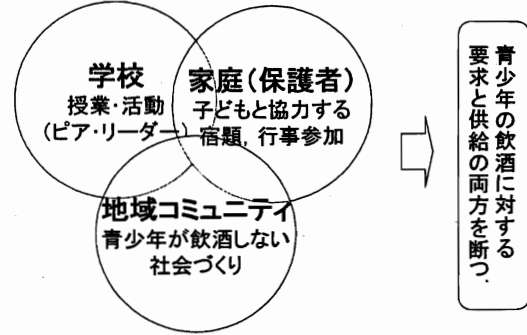 学校
授業・活動
(ピア・リーダー)
家庭(保護者)
子どもと協力する
宿題，行事参加
地域コミュニティ
青少年が飲酒しない
社会づくり
青少年の飲酒に対する
要求と供給の両方を断つ．